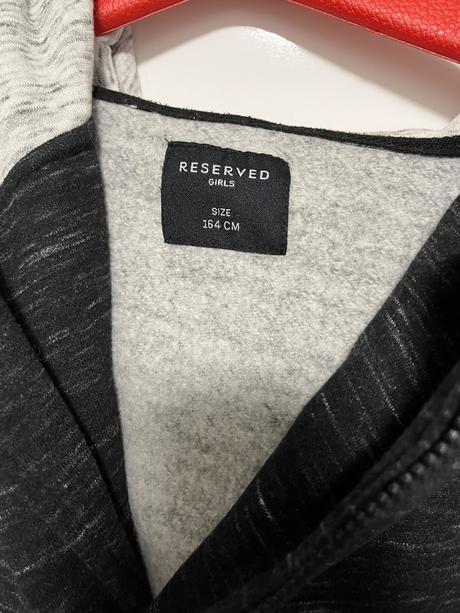 RESERVED
GIRLS
SIZE
164 CM